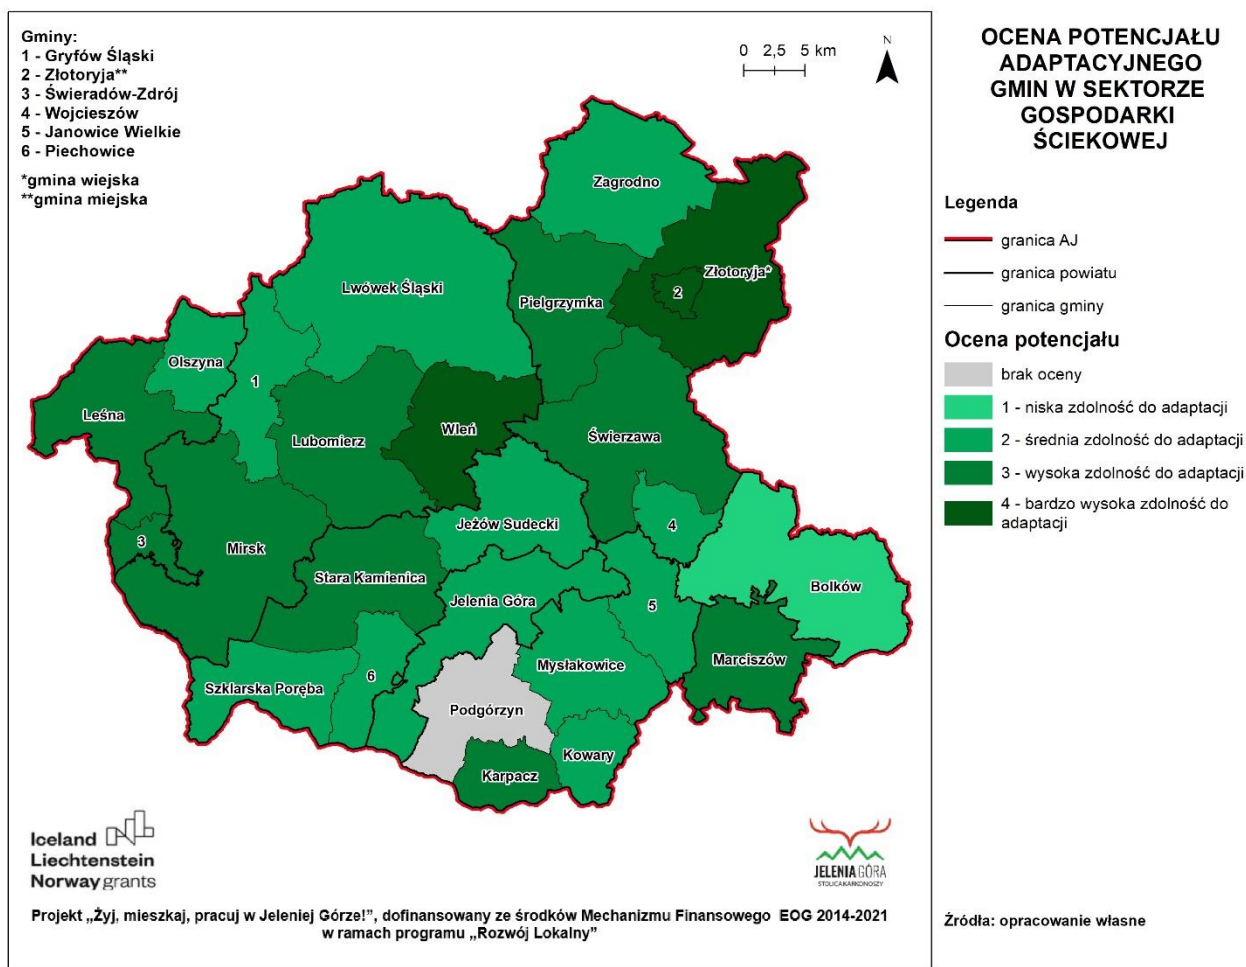 Gminy:
1 - Gryfów Śląski
2 - Złotoryja**
3 - Świeradów-Zdrój
4 - Wojcieszów
5 - Janowice Wielkie
6 - Piechowice
*gmina wiejska
**gmina miejska
0 2,5 5 km
N
Zagrodno
Złotoryja*
2
Lwówek Śląski
Pielgrzymka
Olszyna
1
Leśna
Lubomierz
Wleń
Świerzawa
Jeżów Sudecki
4
3
Mirsk
Stara Kamienica
Jelenia Góra
5
Bolków
Mysłakowice
Marciszów
6
Szklarska Poręba
Podgórzyn
Kowary
Karpacz
Iceland
Liechtenstein
Norway grants
JELENIA GÓRA
STOLICA KARKONOSZY
Projekt „Żyj, mieszkaj, pracuj w Jeleniej Górze!”, dofinansowany ze środków Mechanizmu Finansowego EOG 2014-2021
w ramach programu „Rozwój Lokalny”
OCENA POTENCJAŁU
ADAPTACYJNEGO
GMIN W SEKTORZE
GOSPODARKI
ŚCIEKOWEJ
Legenda
granica AJ
granica powiatu
granica gminy
Ocena potencjału
brak oceny
1 - niska zdolność do adaptacji
2 - średnia zdolność do adaptacji
3 - wysoka zdolność do adaptacji
4 - bardzo wysoka zdolność do
adaptacji
Źródła: opracowanie własne